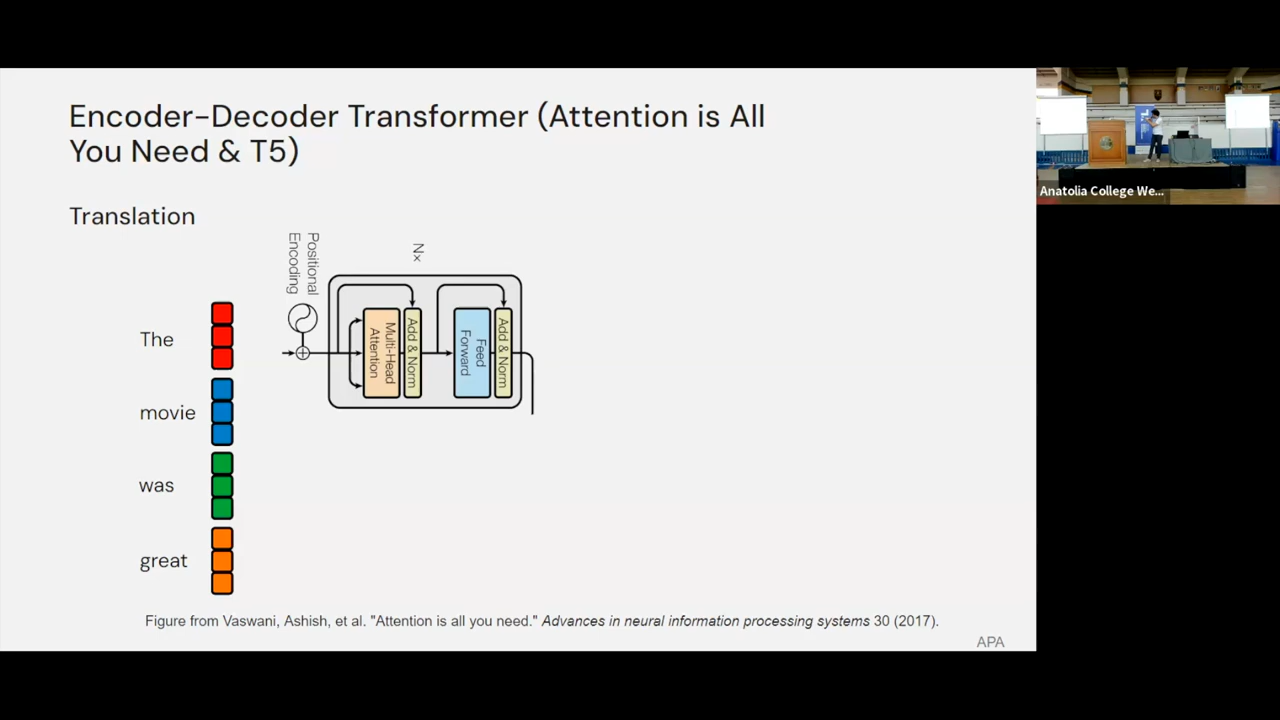 Encoder-Decoder Transformer (Attention is All
You Need & T5)
Translation
Positional
Encoding
Nx
Multi-Head
Attention
Add & Norm
Feed
Forward
Add & Norm
The
movie
was
great
Figure from Vaswani, Ashish, et al. "Attention is all you need." Advances in neural information processing systems 30 (2017).
APA
Anatolia College We...